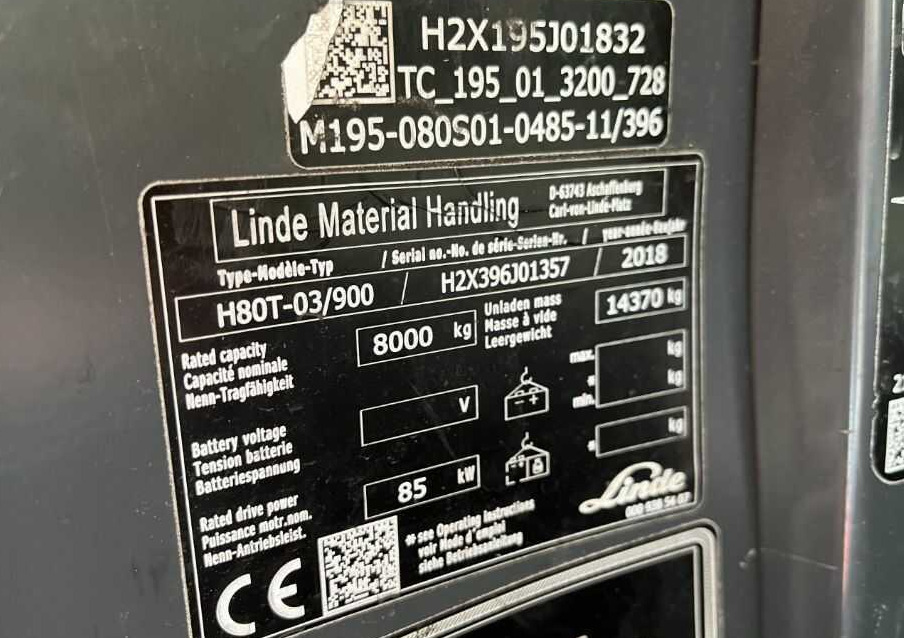 H2X195J01832
TC_195_01_3200_728
M195-080S01-0485-11/396
Linde Material Handling
D-63743 Aschaffenburg
Carl-von-Linde-Platz
Type-Modèle-Typ / Serial no.-No. de série-Serien-Nr. / year-année-Baujahr
H80T-03/900 / H2X396J01357 / 2018
Rated capacity
Capacité nominale
Nenn-Tragfähigkeit
8000 kg
Unladen mass
Masse à vide
Leergewicht
14370 kg
Battery voltage
Tension batterie
Batteriespannung
V
- +
max. kg
*
min. kg
* kg
Rated drive power
Puissance motr.nom.
Nenn-Antriebsleist.
85 kW
* see Operating instructions
voir Mode d'emploi
siehe Betriebsanleitung
Linde
CE